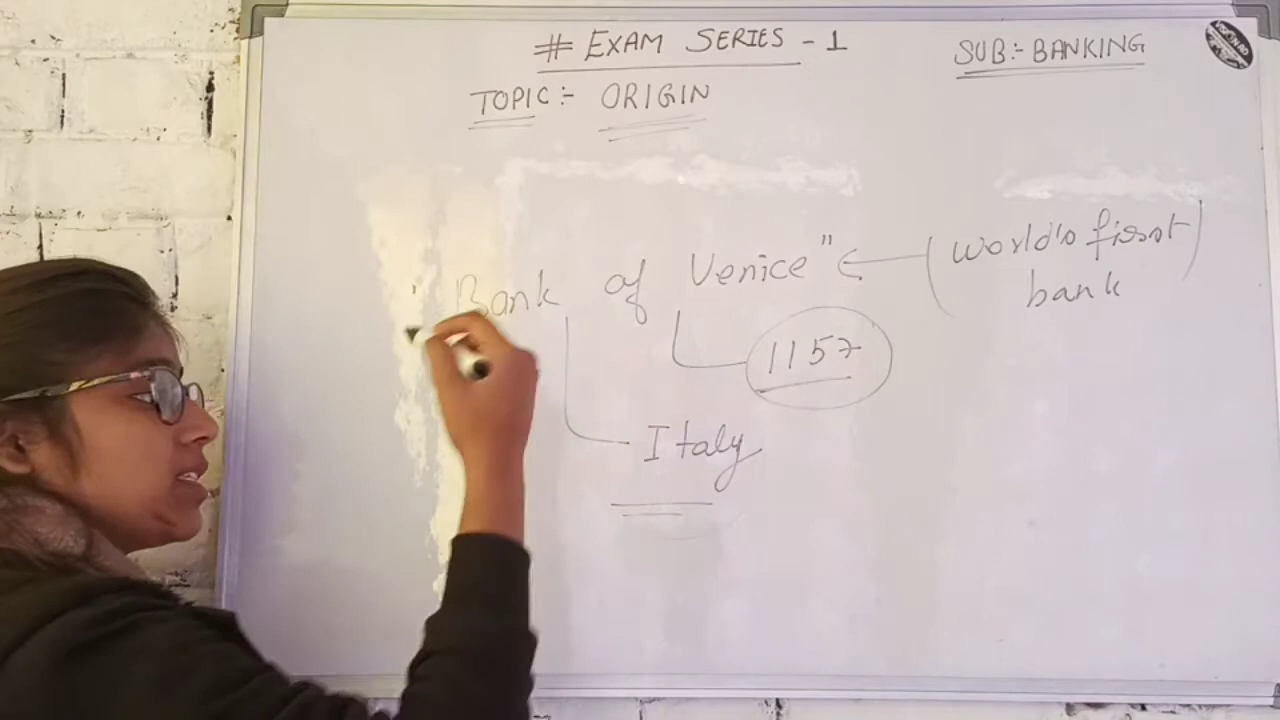 # EXAM SERIES - 1
SUB:- BANKING
TOPIC:- ORIGIN
Bank of Venice"
(World's first
bank)
1157
Italy